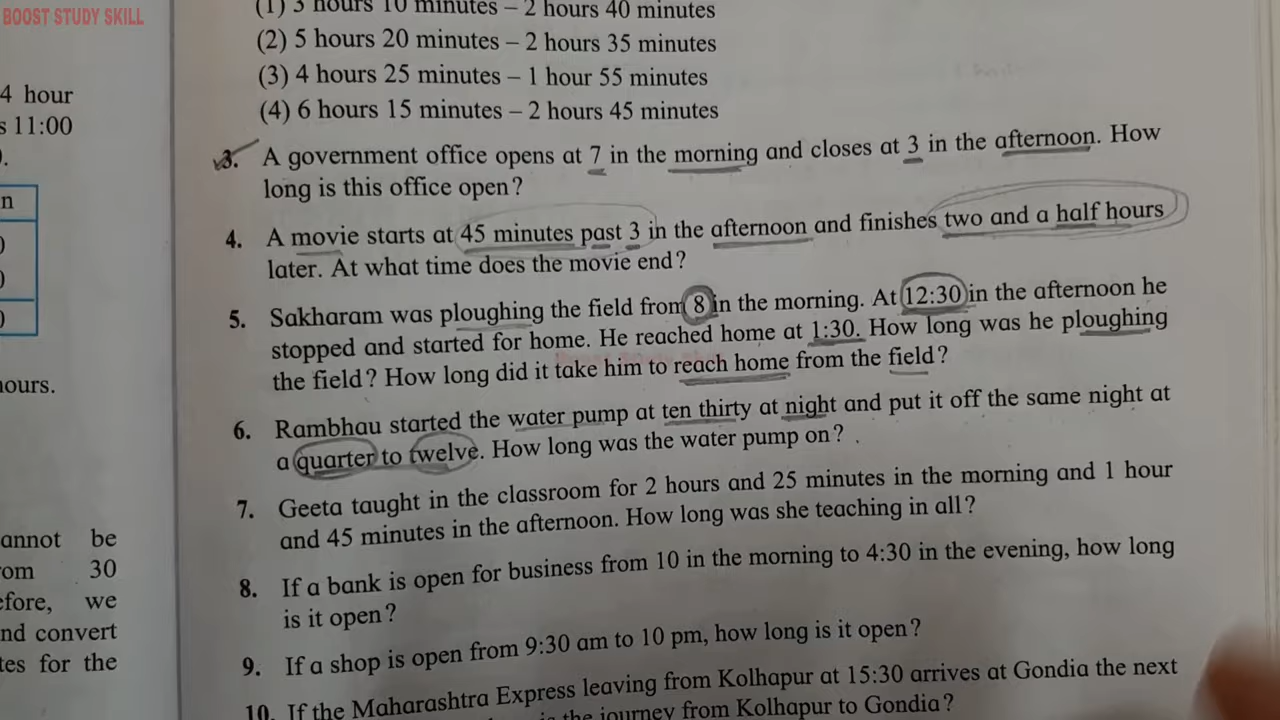 BOOST STUDY SKILL
(1) 3 hours 10 minutes – 2 hours 40 minutes
(2) 5 hours 20 minutes – 2 hours 35 minutes
(3) 4 hours 25 minutes – 1 hour 55 minutes
(4) 6 hours 15 minutes – 2 hours 45 minutes
3. A government office opens at 7 in the morning and closes at 3 in the afternoon. How
long is this office open?
4. A movie starts at 45 minutes past 3 in the afternoon and finishes two and a half hours
later. At what time does the movie end?
5. Sakharam was ploughing the field from 8 in the morning. At 12:30 in the afternoon he
stopped and started for home. He reached home at 1:30. How long was he ploughing
the field? How long did it take him to reach home from the field?
6. Rambhau started the water pump at ten thirty at night and put it off the same night at
a quarter to twelve. How long was the water pump on?
7. Geeta taught in the classroom for 2 hours and 25 minutes in the morning and 1 hour
and 45 minutes in the afternoon. How long was she teaching in all?
8. If a bank is open for business from 10 in the morning to 4:30 in the evening, how long
is it open?
9. If a shop is open from 9:30 am to 10 pm, how long is it open?
10. If the Maharashtra Express leaving from Kolhapur at 15:30 arrives at Gondia the next
the journey from Kolhapur to Gondia?
4 hour
s 11:00
n
hours.
annot be
om 30
efore, we
nd convert
tes for the